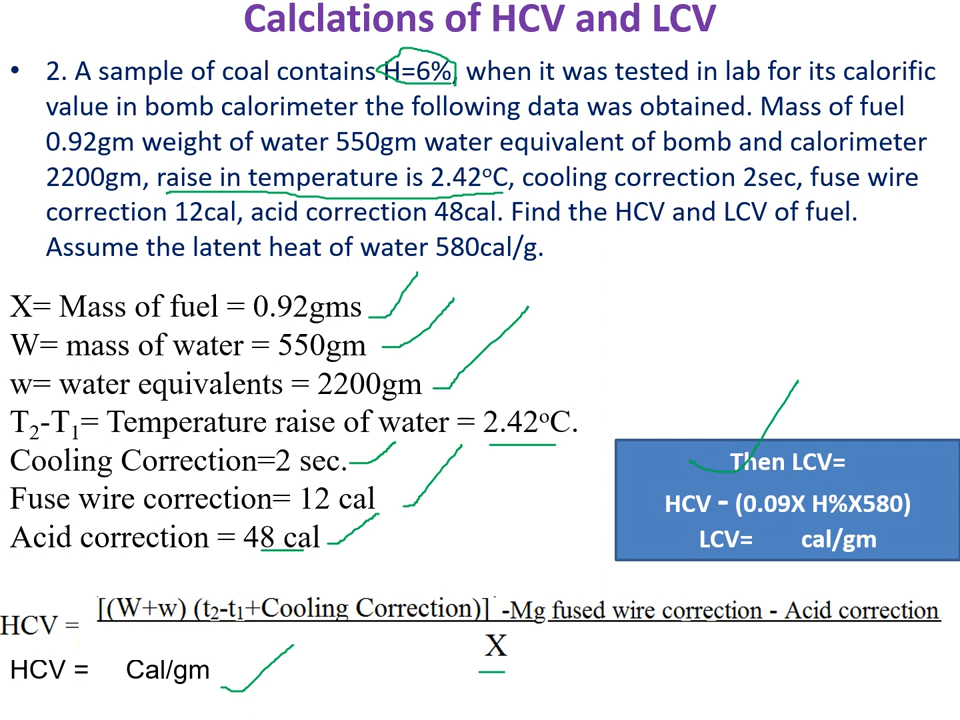 Calclations of HCV and LCV
• 2. A sample of coal contains H=6%, when it was tested in lab for its calorific
value in bomb calorimeter the following data was obtained. Mass of fuel
0.92gm weight of water 550gm water equivalent of bomb and calorimeter
2200gm, raise in temperature is 2.42°C, cooling correction 2sec, fuse wire
correction 12cal, acid correction 48cal. Find the HCV and LCV of fuel.
Assume the latent heat of water 580cal/g.
X= Mass of fuel = 0.92gms
W= mass of water = 550gm
w= water equivalents = 2200gm
T₂-T₁= Temperature raise of water = 2.42°C.
Cooling Correction=2 sec.
Fuse wire correction= 12 cal
Acid correction = 48 cal
Then LCV=
HCV - (0.09X H%X580)
LCV= cal/gm
HCV = [(W+w) (t₂-t₁+Cooling Correction)] -Mg fused wire correction - Acid correction
X
HCV = Cal/gm